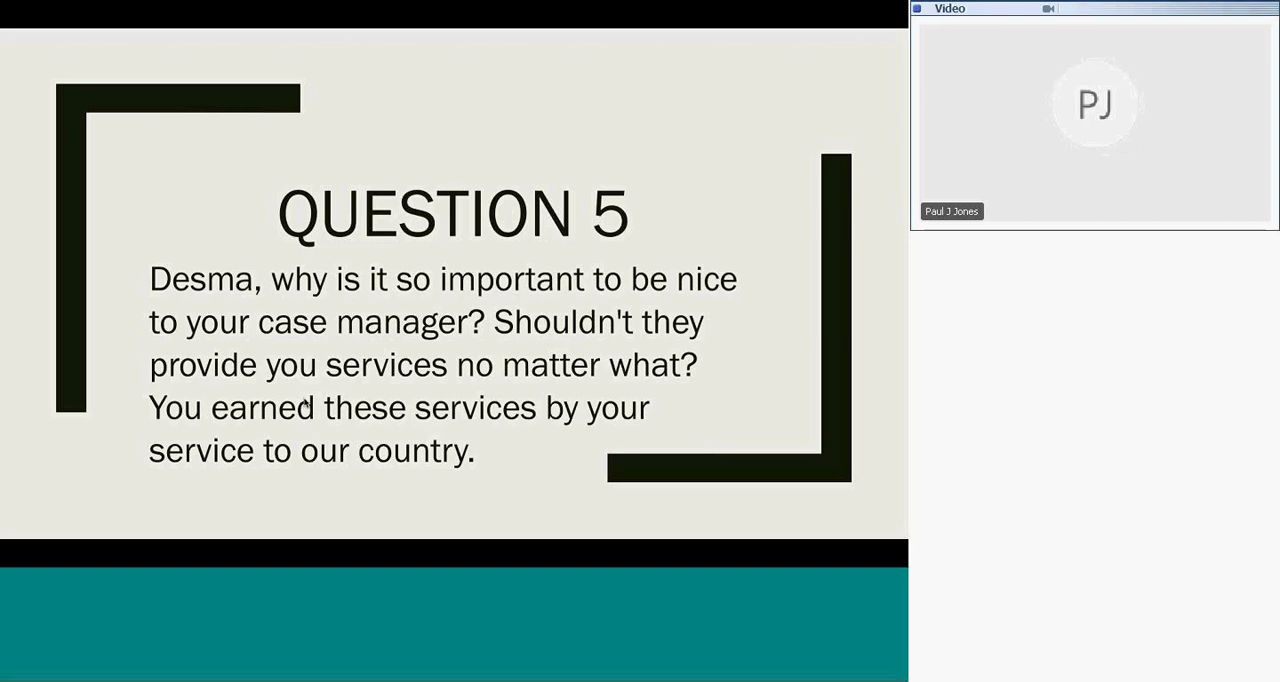 Video
PJ
Paul J Jones
QUESTION 5
Desma, why is it so important to be nice
to your case manager? Shouldn't they
provide you services no matter what?
You earned these services by your
service to our country.